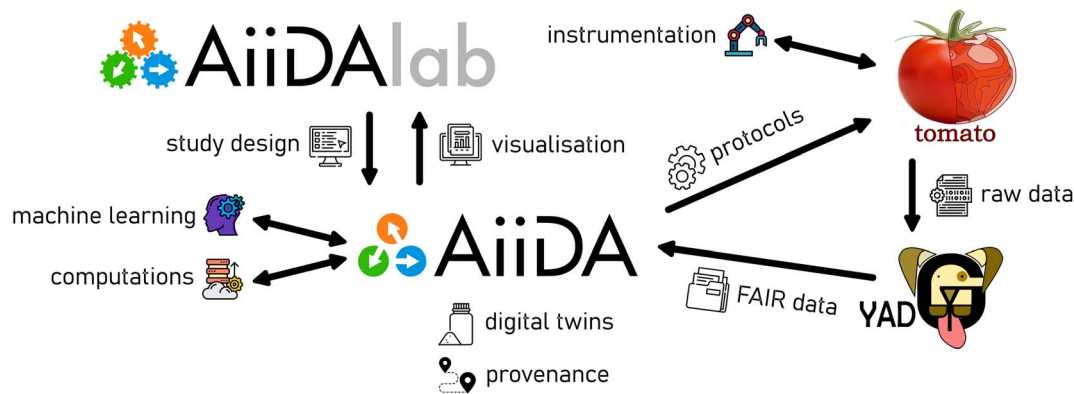 AiiDAlab
instrumentation
tomato
study design
visualisation
protocols
raw data
machine learning
AiiDA
computations
FAIR data
YADG
digital twins
provenance